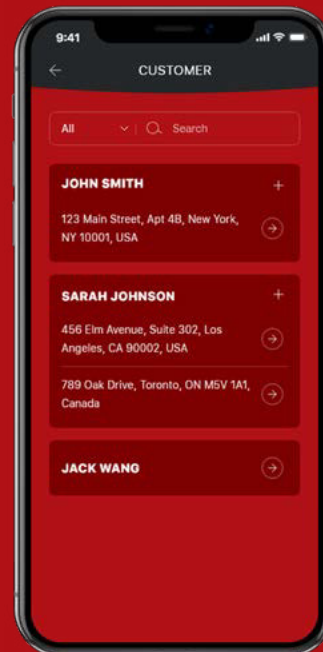 9:41
CUSTOMER
All
Search
JOHN SMITH
123 Main Street, Apt 4B, New York,
NY 10001, USA
SARAH JOHNSON
456 Elm Avenue, Suite 302, Los
Angeles, CA 90002, USA
789 Oak Drive, Toronto, ON M5V 1A1,
Canada
JACK WANG